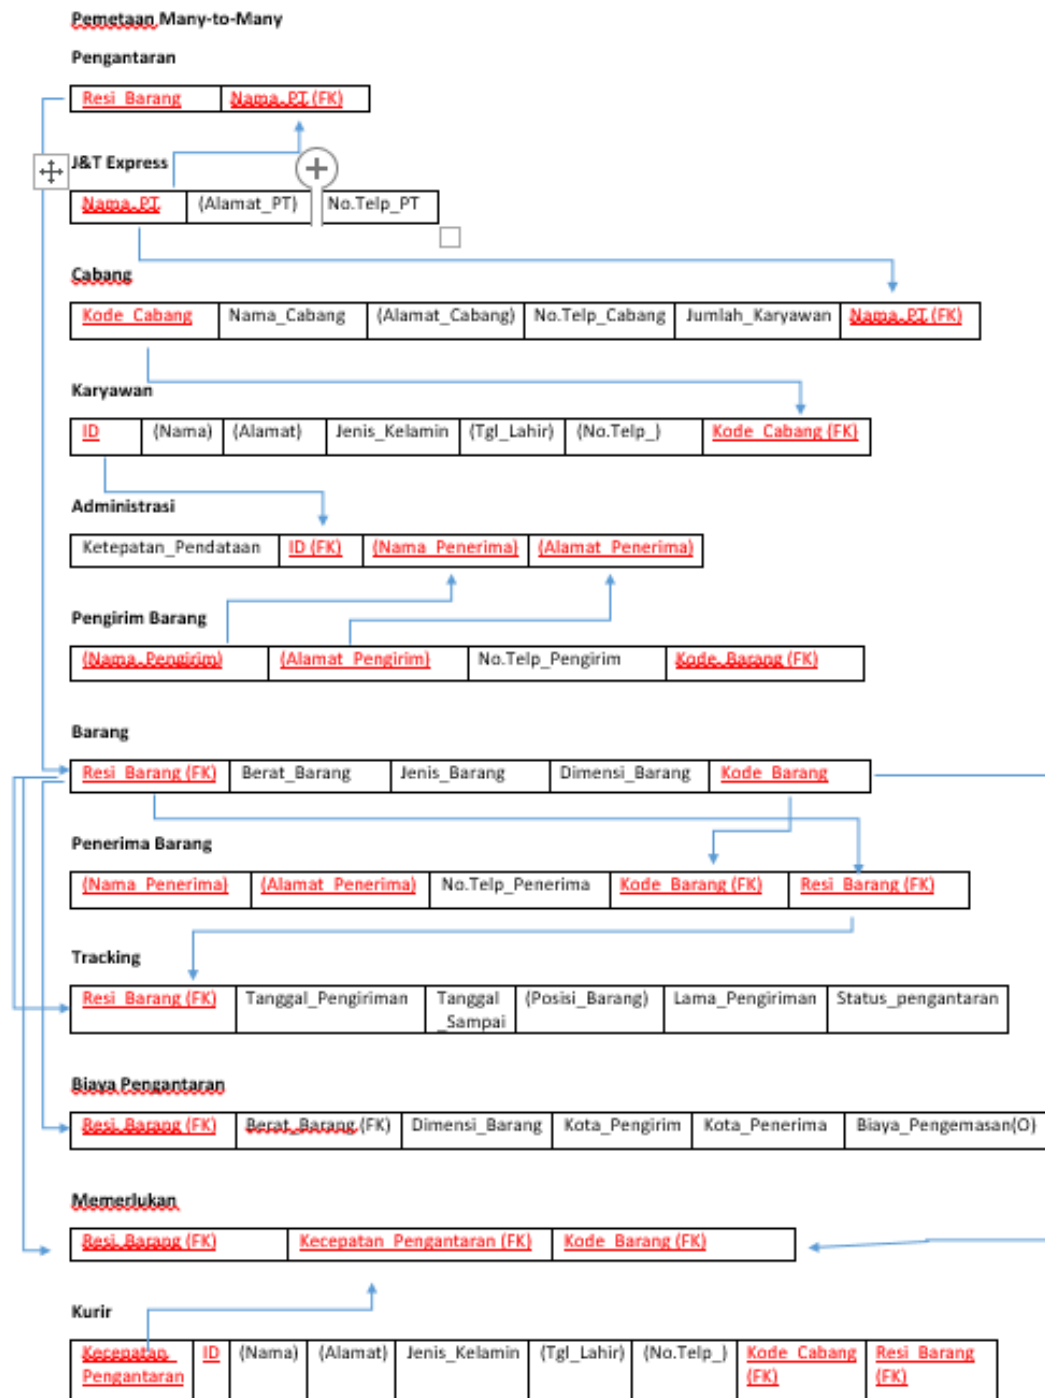 Pemetaan Many-to-Many
Pengantaran
Resi_Barang Nama_PT (FK)
J&T Express
Nama_PT (Alamat_PT) No.Telp_PT
Cabang
Kode_Cabang Nama_Cabang (Alamat_Cabang) No.Telp_Cabang Jumlah_Karyawan Nama_PT (FK)
Karyawan
ID (Nama) (Alamat) Jenis_Kelamin (Tgl_Lahir) (No.Telp_) Kode_Cabang (FK)
Administrasi
Ketepatan_Pendataan ID (FK) (Nama_Penerima) (Alamat_Penerima)
Pengirim Barang
(Nama_Pengirim) (Alamat_Pengirim) No.Telp_Pengirim Kode_Barang (FK)
Barang
Resi_Barang (FK) Berat_Barang Jenis_Barang Dimensi_Barang Kode_Barang
Penerima Barang
(Nama_Penerima) (Alamat_Penerima) No.Telp_Penerima Kode_Barang (FK) Resi_Barang (FK)
Tracking
Resi_Barang (FK) Tanggal_Pengiriman Tanggal (Posisi_Barang) Lama_Pengiriman Status_pengantaran
_Sampai
Biaya Pengantaran
Resi_Barang (FK) Berat_Barang (FK) Dimensi_Barang Kota_Pengirim Kota_Penerima Biaya_Pengemasan(O)
Memerlukan
Resi_Barang (FK) Kecepatan_Pengantaran (FK) Kode_Barang (FK)
Kurir
Kecepatan_ ID (Nama) (Alamat) Jenis_Kelamin (Tgl_Lahir) (No.Telp_) Kode_Cabang Resi_Barang
Pengantaran (FK) (FK)